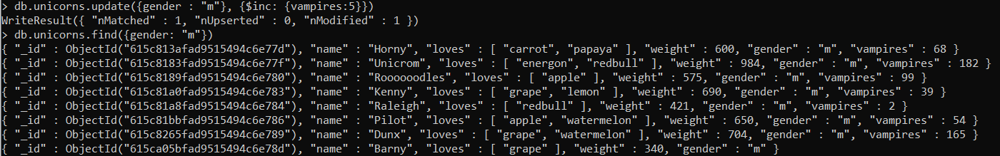 > db.unicorns.update({gender : "m"}, {$inc: {vampires:5}})
WriteResult({ "nMatched" : 1, "nUpserted" : 0, "nModified" : 1 })
> db.unicorns.find({gender: "m"})
{ "_id" : ObjectId("615c813afad9515494c6e77d"), "name" : "Horny", "loves" : [ "carrot", "papaya" ], "weight" : 600, "gender" : "m", "vampires" : 68 }
{ "_id" : ObjectId("615c8183fad9515494c6e77f"), "name" : "Unicrom", "loves" : [ "energon", "redbull" ], "weight" : 984, "gender" : "m", "vampires" : 182 }
{ "_id" : ObjectId("615c8189fad9515494c6e780"), "name" : "Roooooodles", "loves" : [ "apple" ], "weight" : 575, "gender" : "m", "vampires" : 99 }
{ "_id" : ObjectId("615c81a0fad9515494c6e783"), "name" : "Kenny", "loves" : [ "grape", "lemon" ], "weight" : 690, "gender" : "m", "vampires" : 39 }
{ "_id" : ObjectId("615c81a8fad9515494c6e784"), "name" : "Raleigh", "loves" : [ "redbull" ], "weight" : 421, "gender" : "m", "vampires" : 2 }
{ "_id" : ObjectId("615c81bbfad9515494c6e786"), "name" : "Pilot", "loves" : [ "apple", "watermelon" ], "weight" : 650, "gender" : "m", "vampires" : 54 }
{ "_id" : ObjectId("615c8265fad9515494c6e789"), "name" : "Dunx", "loves" : [ "grape", "watermelon" ], "weight" : 704, "gender" : "m", "vampires" : 165 }
{ "_id" : ObjectId("615ca05bfad9515494c6e78d"), "name" : "Barny", "loves" : [ "grape" ], "weight" : 340, "gender" : "m" }